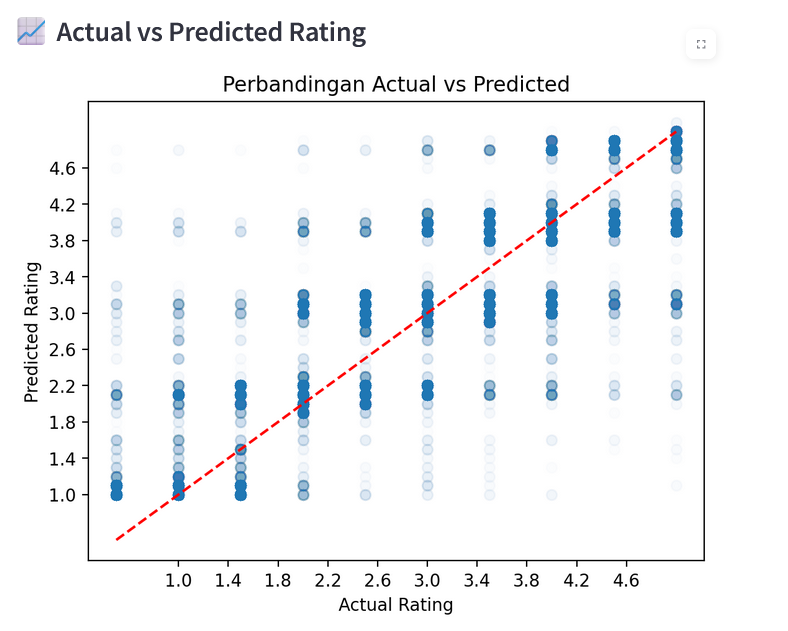 📈 Actual vs Predicted Rating
Perbandingan Actual vs Predicted
4.6
4.2
3.8
3.4
3.0
2.6
2.2
1.8
1.4
1.0
Predicted Rating
1.0 1.4 1.8 2.2 2.6 3.0 3.4 3.8 4.2 4.6
Actual Rating